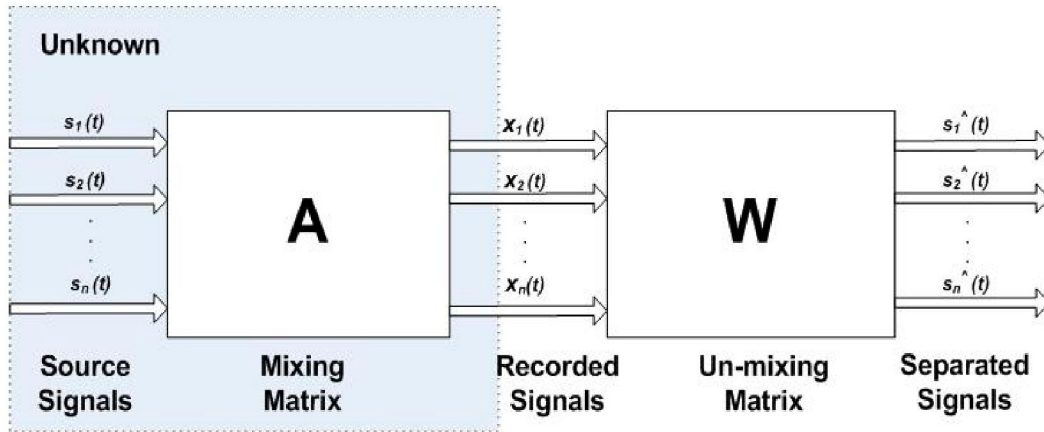 Unknown
s1(t)
x1(t)
s1^(t)
s2(t)
x2(t)
s2^(t)
A
W
sn(t)
xn(t)
sn^(t)
Source
Signals
Mixing
Matrix
Recorded
Signals
Un-mixing
Matrix
Separated
Signals